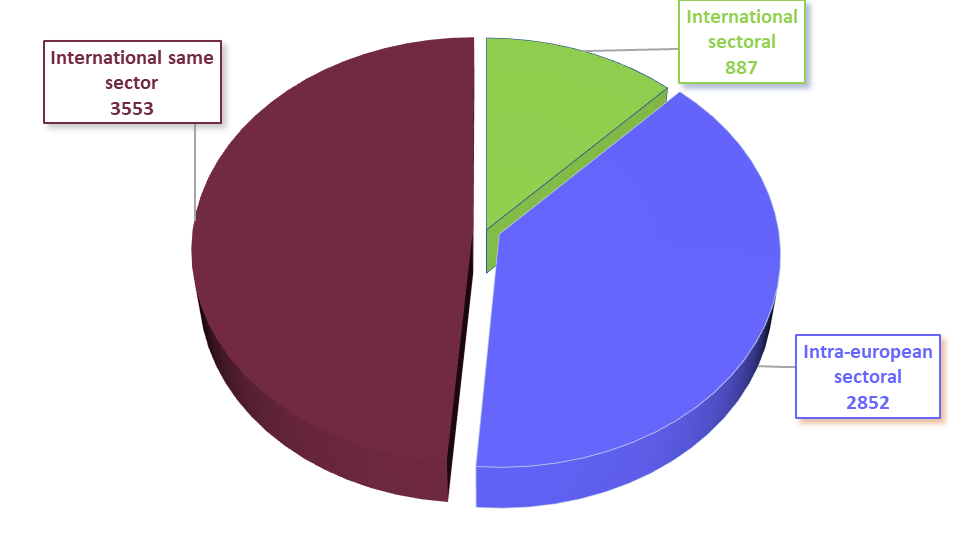 International same
sector
3553
International
sectoral
887
Intra-european
sectoral
2852